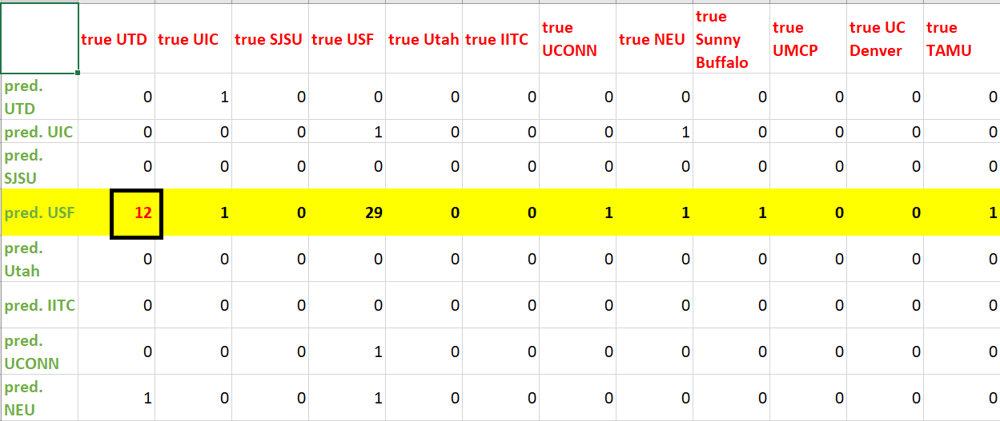 true UTD true UIC true SJSU true USF true Utah true IITC true UCONN true NEU true Sunny Buffalo true UMCP true UC Denver true TAMU
pred. UTD 0 1 0 0 0 0 0 0 0 0 0 0
pred. UIC 0 0 0 1 0 0 0 1 0 0 0 0
pred. SJSU 0 0 0 0 0 0 0 0 0 0 0 0
pred. USF 12 1 0 29 0 0 1 1 1 0 0 1
pred. Utah 0 0 0 0 0 0 0 0 0 0 0 0
pred. IITC 0 0 0 0 0 0 0 0 0 0 0 0
pred. UCONN 0 0 0 1 0 0 0 0 0 0 0 0
pred. NEU 1 0 0 1 0 0 0 0 0 0 0 0